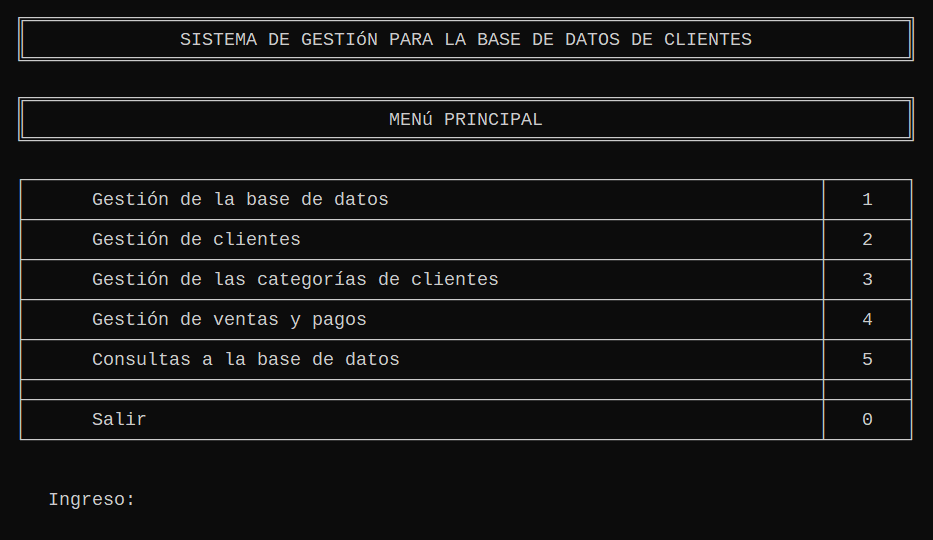 SISTEMA DE GESTIóN PARA LA BASE DE DATOS DE CLIENTES
MENú PRINCIPAL
Gestión de la base de datos 1
Gestión de clientes 2
Gestión de las categorías de clientes 3
Gestión de ventas y pagos 4
Consultas a la base de datos 5
Salir 0
Ingreso: